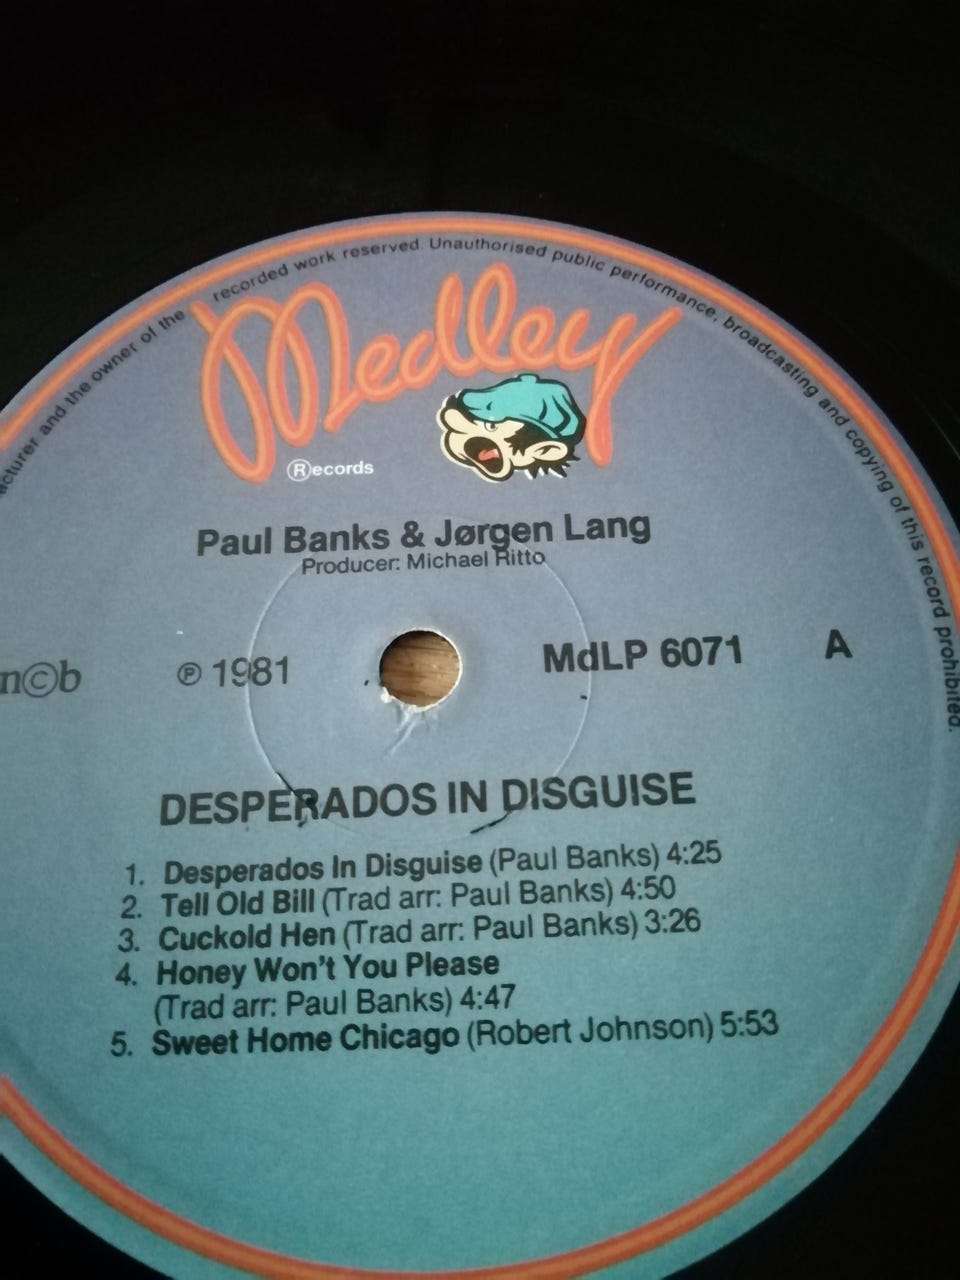 acturer and the owner of the recorded work reserved. Unauthorised public performance, broadcasting and copying of this record prohibited.
Medley
®ecords
Paul Banks & Jørgen Lang
Producer: Michael Ritto
n©b
℗ 1981
MdLP 6071
A
DESPERADOS IN DISGUISE
1. Desperados In Disguise (Paul Banks) 4:25
2. Tell Old Bill (Trad arr: Paul Banks) 4:50
3. Cuckold Hen (Trad arr: Paul Banks) 3:26
4. Honey Won't You Please
(Trad arr: Paul Banks) 4:47
5. Sweet Home Chicago (Robert Johnson) 5:53